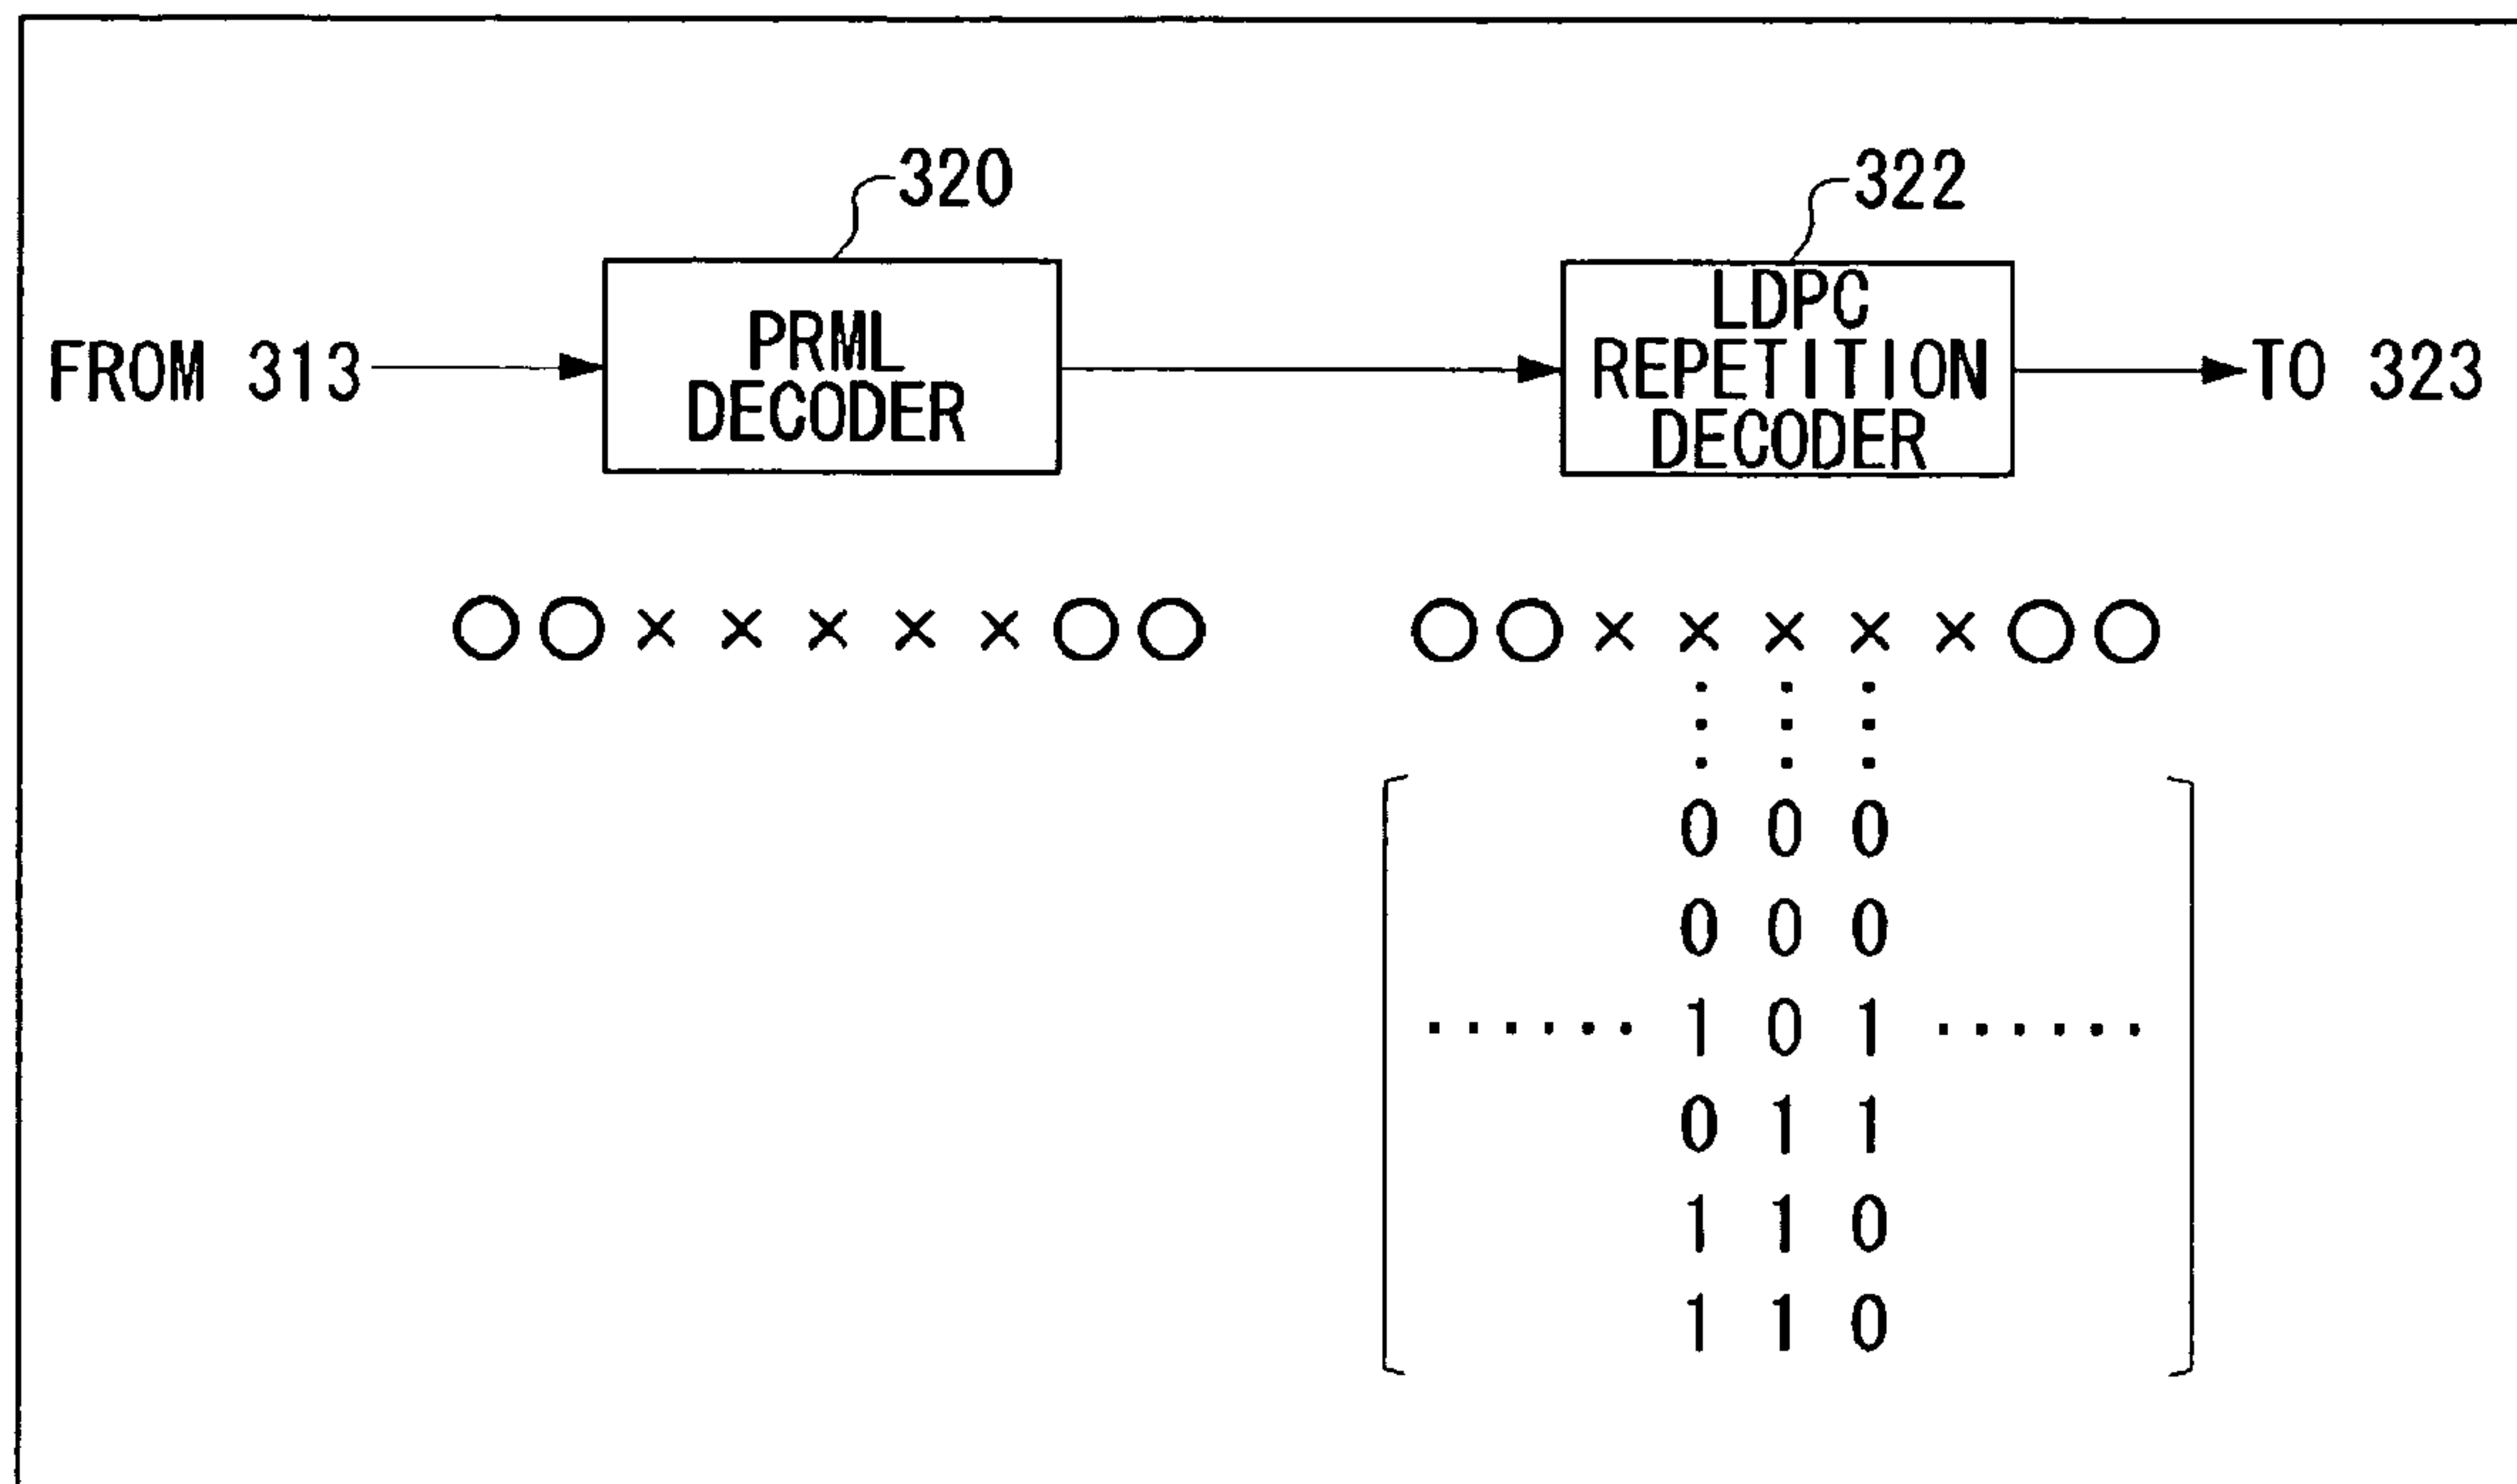 320
322
FROM 313
PRML
DECODER
LDPC
REPETITION
DECODER
TO 323
○○×××××○○
○○×××××○○
0 0 0
0 0 0
...... 1 0 1 ......
0 1 1
1 1 0
1 1 0